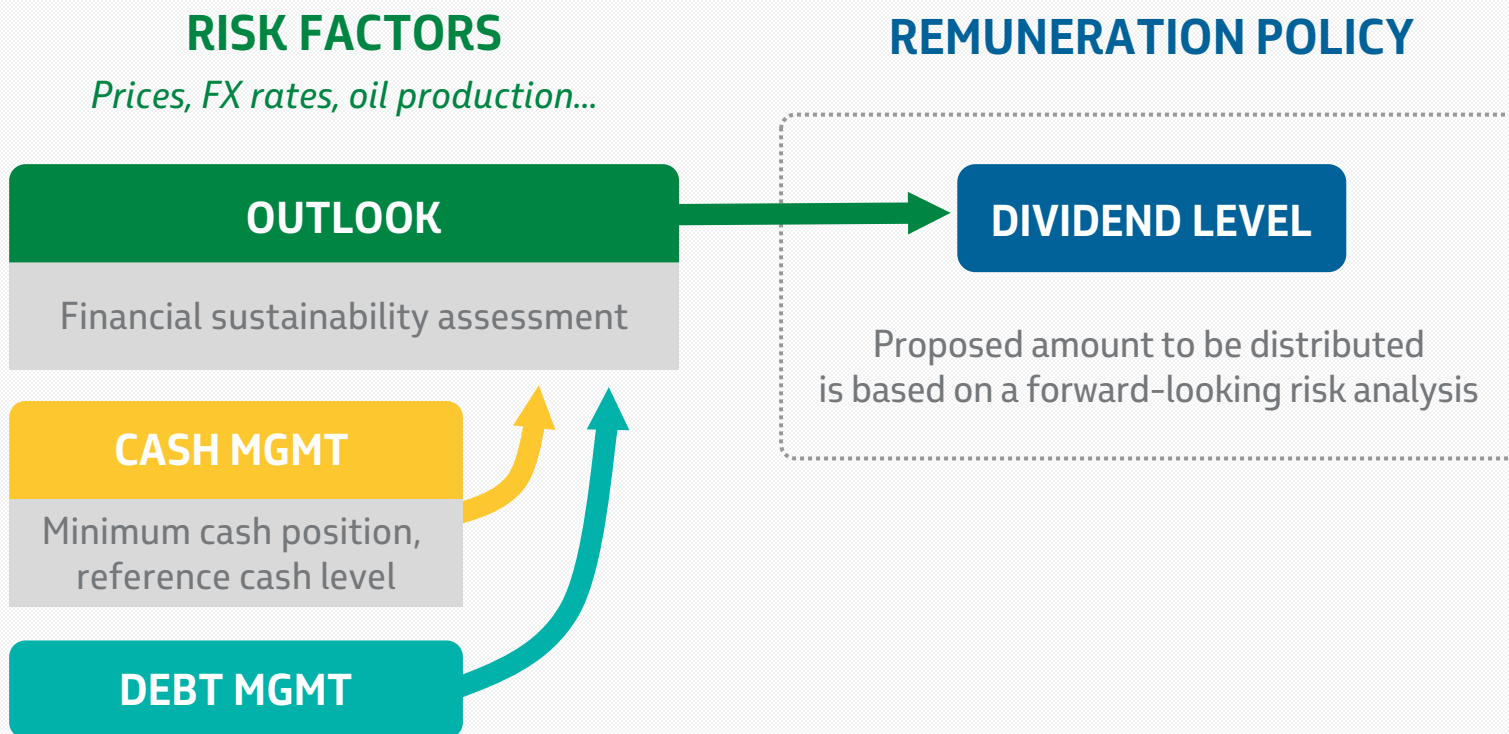 RISK FACTORS
Prices, FX rates, oil production...
OUTLOOK
Financial sustainability assessment
CASH MGMT
Minimum cash position,
reference cash level
DEBT MGMT
REMUNERATION POLICY
DIVIDEND LEVEL
Proposed amount to be distributed
is based on a forward-looking risk analysis